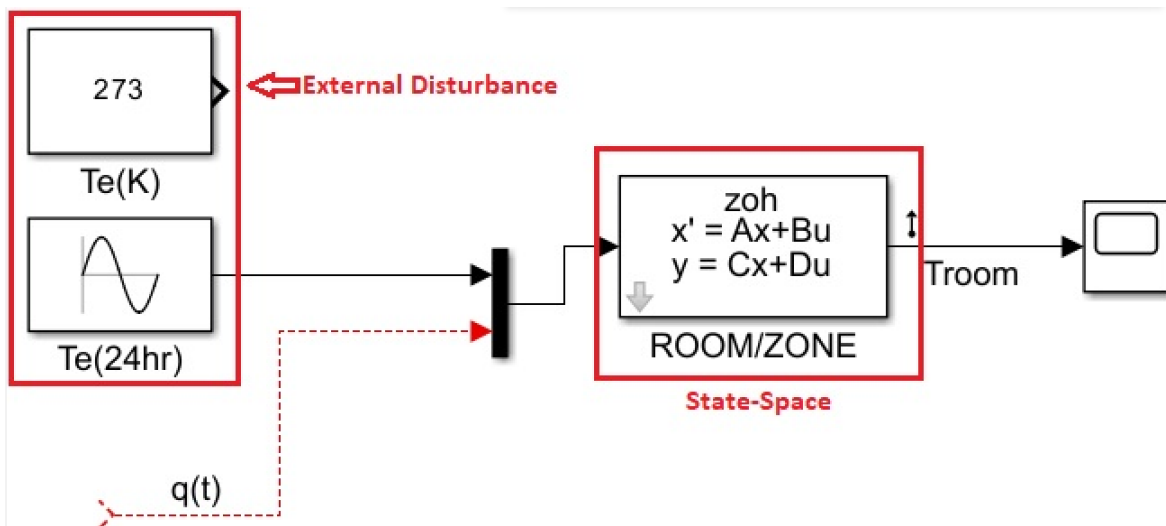 273
External Disturbance
Te(K)
Te(24hr)
zoh
x' = Ax+Bu
y = Cx+Du
Troom
ROOM/ZONE
State-Space
q(t)